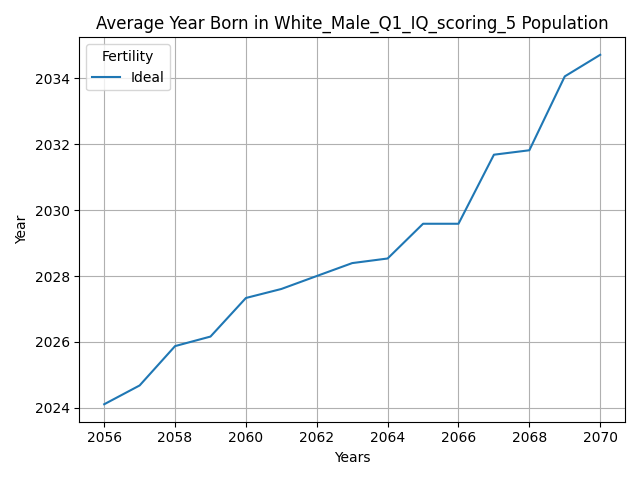 Average Year Born in White_Male_Q1_IQ_scoring_5 Population
Fertility
Ideal
Year
2034
2032
2030
2028
2026
2024
2056 2058 2060 2062 2064 2066 2068 2070
Years